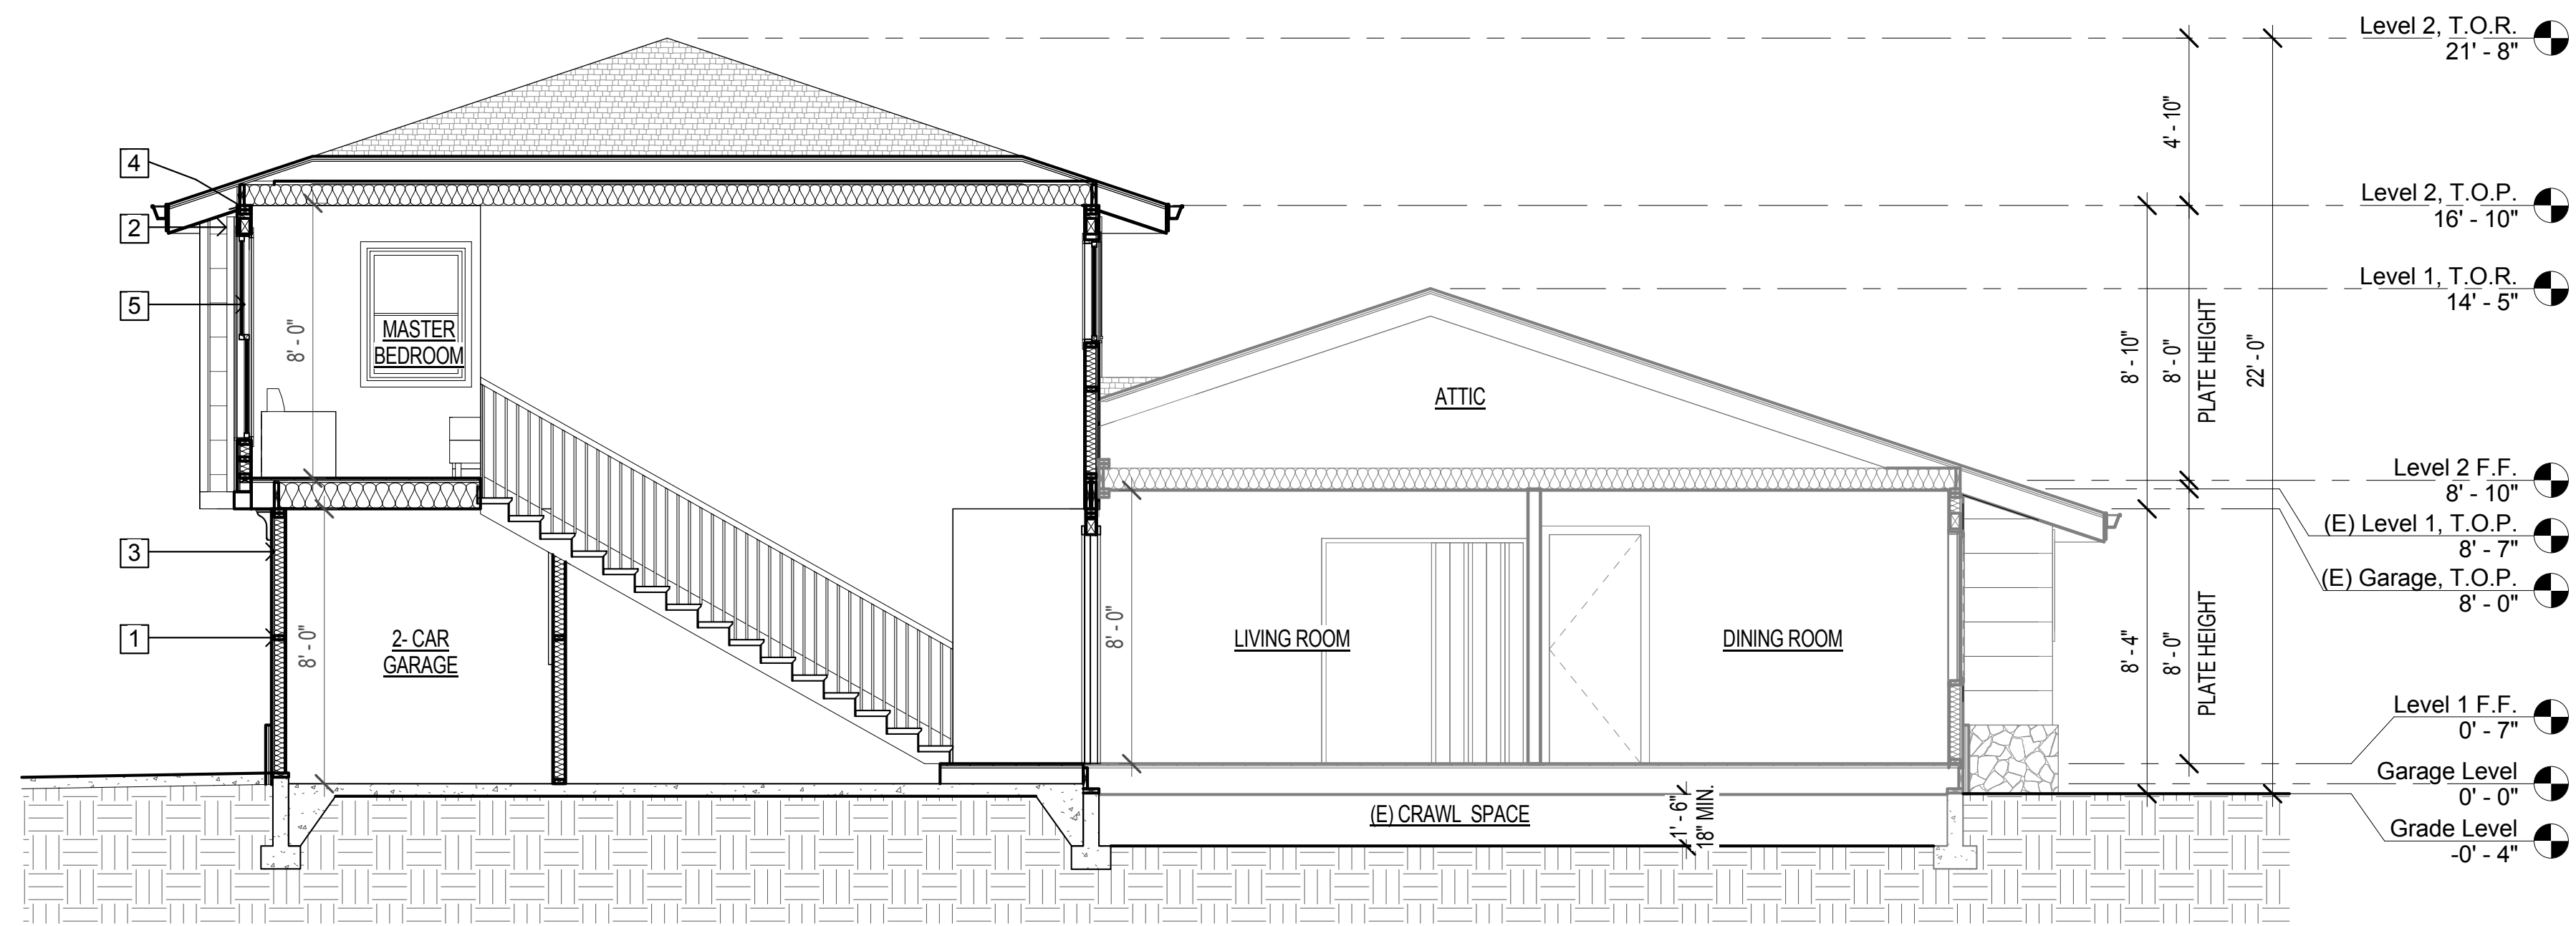 Level 2, T.O.R.
21' - 8"
4' - 10"
4
2
5
Level 2, T.O.P.
16' - 10"
Level 1, T.O.R.
14' - 5"
8' - 0"
MASTER
BEDROOM
ATTIC
8' - 10"
8' - 0"
PLATE HEIGHT
22' - 0"
Level 2 F.F.
8' - 10"
(E) Level 1, T.O.P.
8' - 7"
(E) Garage, T.O.P.
8' - 0"
3
1
8' - 0"
2- CAR
GARAGE
8' - 0"
LIVING ROOM
DINING ROOM
8' - 4"
8' - 0"
PLATE HEIGHT
Level 1 F.F.
0' - 7"
Garage Level
0' - 0"
(E) CRAWL SPACE
1' - 6"
18" MIN.
Grade Level
-0' - 4"